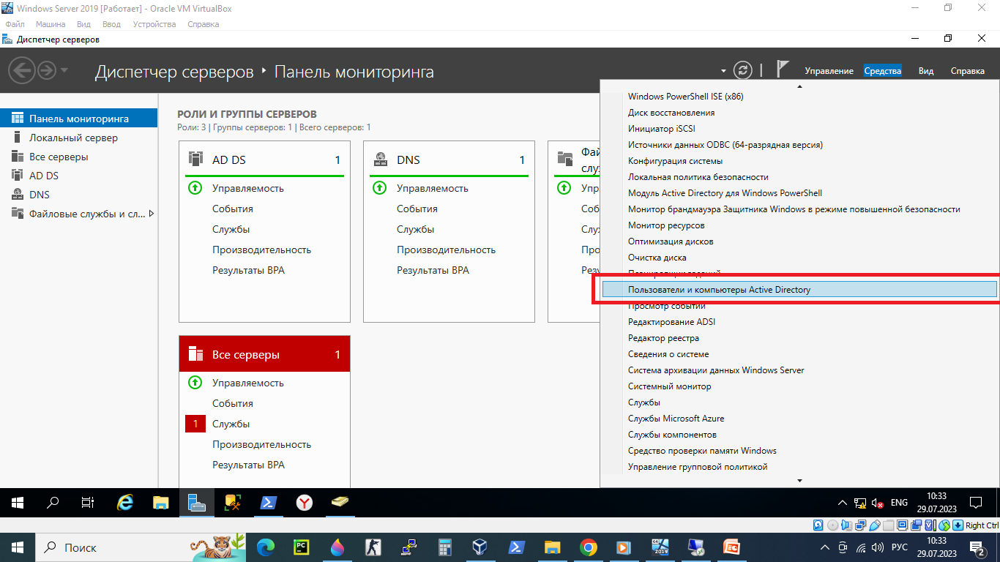 Windows Server 2019 [Работает] - Oracle VM VirtualBox
Файл Машина Вид Ввод Устройства Справка
Диспетчер серверов
Диспетчер серверов ‣ Панель мониторинга
Управление Средства Вид Справка
Панель мониторинга
Локальный сервер
Все серверы
AD DS
DNS
Файловые службы и сл...
РОЛИ И ГРУППЫ СЕРВЕРОВ
Роли: 3 | Группы серверов: 1 | Всего серверов: 1
AD DS 1
Управляемость
События
Службы
Производительность
Результаты BPA
DNS 1
Управляемость
События
Службы
Производительность
Результаты BPA
Фай
слу
Упр
Соб
Слу
Про
Рез
Все серверы 1
Управляемость
События
1 Службы
Производительность
Результаты BPA
Windows PowerShell ISE (x86)
Диск восстановления
Инициатор iSCSI
Источники данных ODBC (64-разрядная версия)
Конфигурация системы
Локальная политика безопасности
Модуль Active Directory для Windows PowerShell
Монитор брандмауэра Защитника Windows в режиме повышенной безопасности
Монитор ресурсов
Оптимизация дисков
Очистка диска
Планировщик заданий
Пользователи и компьютеры Active Directory
Просмотр событий
Редактирование ADSI
Редактор реестра
Сведения о системе
Система архивации данных Windows Server
Системный монитор
Службы
Службы Microsoft Azure
Службы компонентов
Средство проверки памяти Windows
Управление групповой политикой
ENG
10:33
29.07.2023
Right Ctrl
Поиск
PC
2019
РУС
10:33
29.07.2023
2